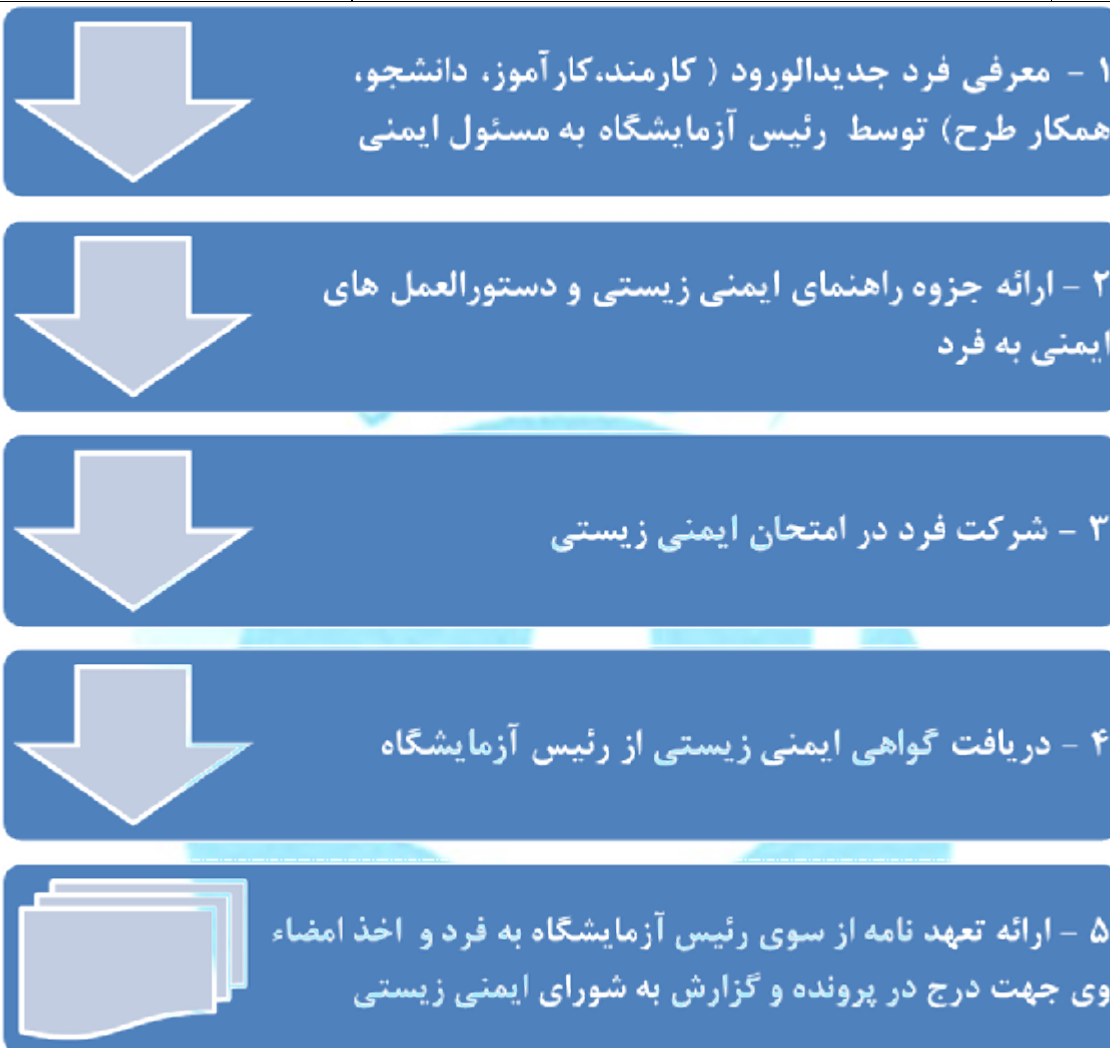 ۱ - معرفی فرد جدیدالورود ( کارمند،کارآموز، دانشجو،
همکار طرح) توسط رئیس آزمایشگاه به مسئول ایمنی
۲ - ارائه جزوه راهنمای ایمنی زیستی و دستورالعمل های
ایمنی به فرد
۳ - شرکت فرد در امتحان ایمنی زیستی
۴ - دریافت گواهی ایمنی زیستی از رئیس آزمایشگاه
۵ - ارائه تعهد نامه از سوی رئیس آزمایشگاه به فرد و اخذ امضاء
وی جهت درج در پرونده و گزارش به شورای ایمنی زیستی